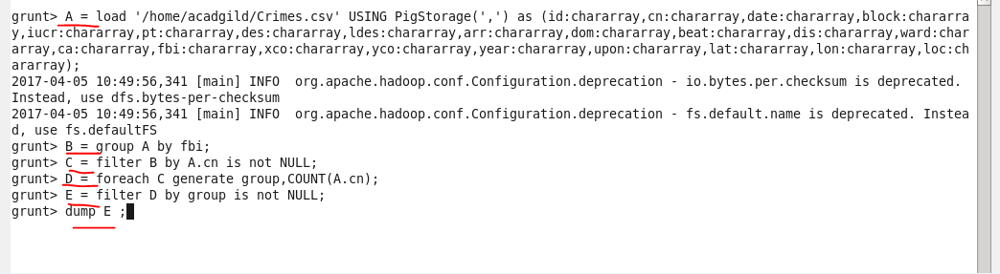 grunt> A = load '/home/acadgild/Crimes.csv' USING PigStorage(',') as (id:chararray,cn:chararray,date:chararray,block:chararra
y,iucr:chararray,pt:chararray,des:chararray,ldes:chararray,arr:chararray,dom:chararray,beat:chararray,dis:chararray,ward:char
array,ca:chararray,fbi:chararray,xco:chararray,yco:chararray,year:chararray,upon:chararray,lat:chararray,lon:chararray,loc:ch
ararray);
2017-04-05 10:49:56,341 [main] INFO  org.apache.hadoop.conf.Configuration.deprecation - io.bytes.per.checksum is deprecated.
Instead, use dfs.bytes-per-checksum
2017-04-05 10:49:56,341 [main] INFO  org.apache.hadoop.conf.Configuration.deprecation - fs.default.name is deprecated. Instea
d, use fs.defaultFS
grunt> B = group A by fbi;
grunt> C = filter B by A.cn is not NULL;
grunt> D = foreach C generate group,COUNT(A.cn);
grunt> E = filter D by group is not NULL;
grunt> dump E ;